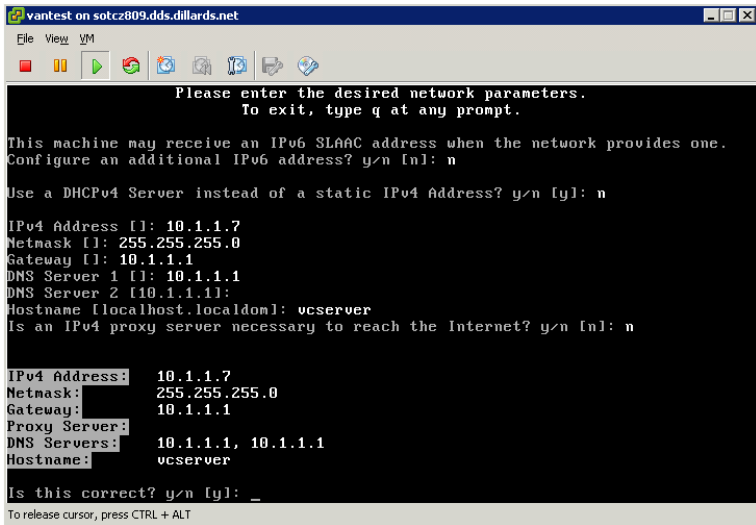 vantest on sotcz809.dds.dillards.net
File View VM
Please enter the desired network parameters.
To exit, type q at any prompt.
This machine may receive an IPv6 SLAAC address when the network provides one.
Configure an additional IPv6 address? y/n [n]: n
Use a DHCPv4 Server instead of a static IPv4 Address? y/n [y]: n
IPv4 Address []: 10.1.1.7
Netmask []: 255.255.255.0
Gateway []: 10.1.1.1
DNS Server 1 []: 10.1.1.1
DNS Server 2 [10.1.1.1]:
Hostname [localhost.localdom]: vcserver
Is an IPv4 proxy server necessary to reach the Internet? y/n [n]: n
IPv4 Address: 10.1.1.7
Netmask: 255.255.255.0
Gateway: 10.1.1.1
Proxy Server:
DNS Servers: 10.1.1.1, 10.1.1.1
Hostname: vcserver
Is this correct? y/n [y]: _
To release cursor, press CTRL + ALT